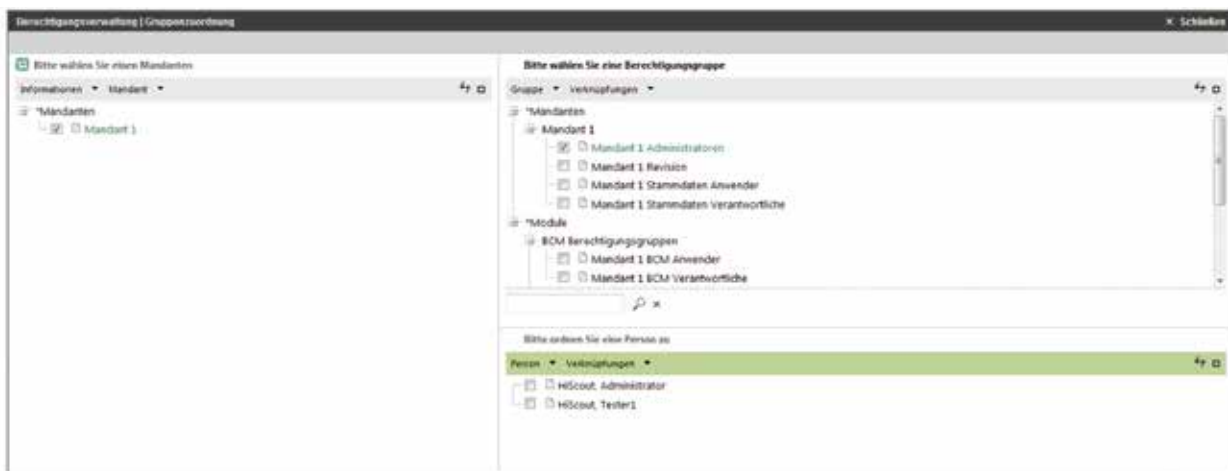 Berechtigungsverwaltung | Gruppenzuordnung
× Schließen
Bitte wählen Sie einen Mandanten
Informationen Mandant
*Mandanten
Mandant 1
Bitte wählen Sie eine Berechtigungsgruppe
Gruppe Verknüpfungen
*Mandanten
Mandant 1
Mandant 1 Administratoren
Mandant 1 Revision
Mandant 1 Stammdaten Anwender
Mandant 1 Stammdaten Verantwortliche
*Module
BCM Berechtigungsgruppen
Mandant 1 BCM Anwender
Mandant 1 BCM Verantwortliche
Bitte ordnen Sie eine Person zu
Person Verknüpfungen
HiScout, Administrator
HiScout, Tester1